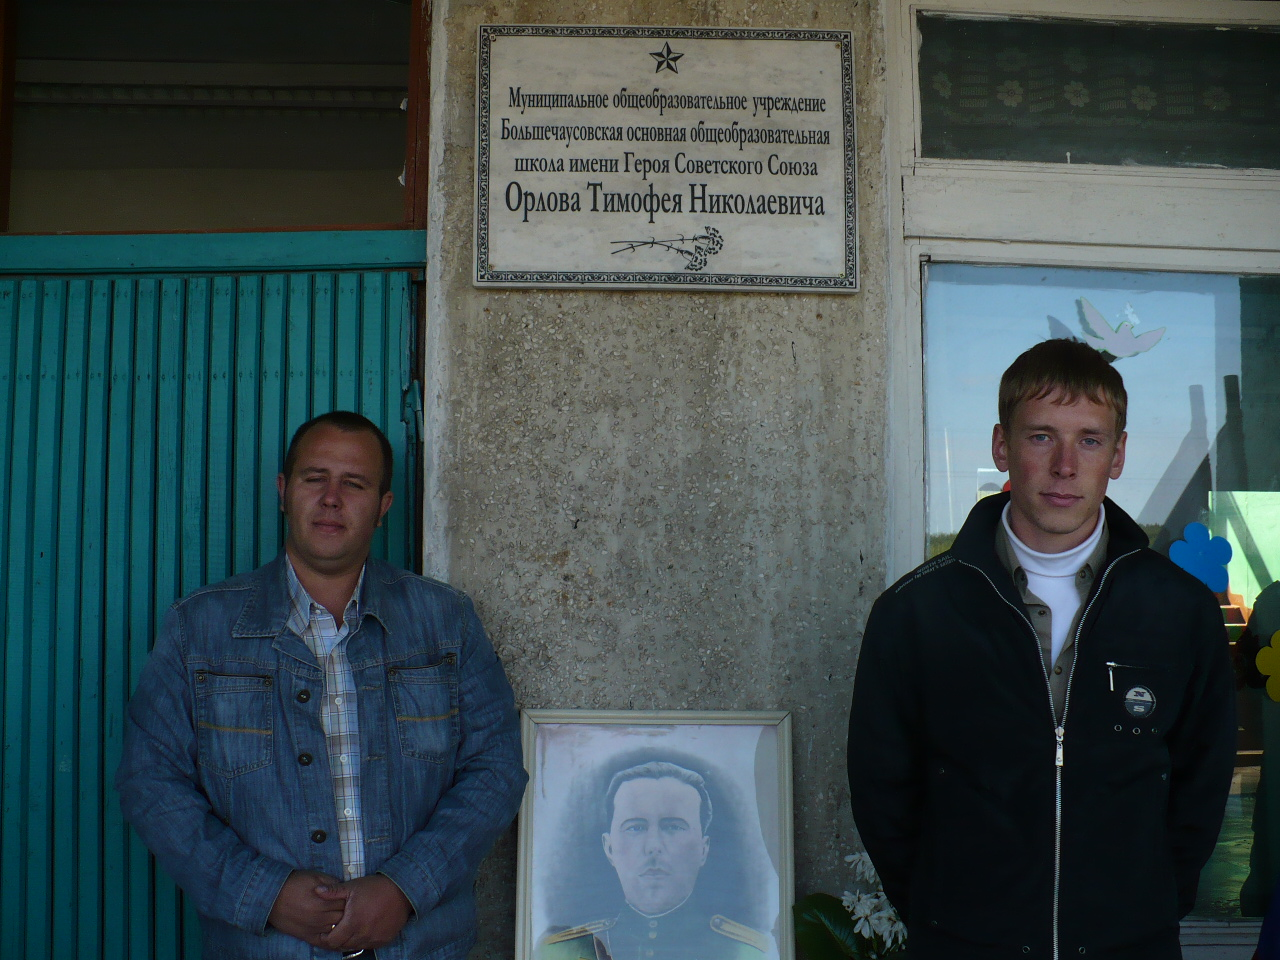 Муниципальное общеобразовательное учреждение
Большечаусовская основная общеобразовательная
школа имени Героя Советского Союза
Орлова Тимофея Николаевича